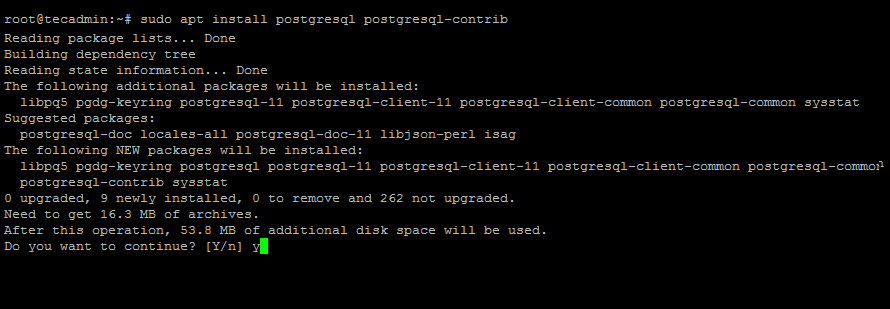 root@tecadmin:~# sudo apt install postgresql postgresql-contrib
Reading package lists... Done
Building dependency tree
Reading state information... Done
The following additional packages will be installed:
  libpq5 pgdg-keyring postgresql-11 postgresql-client-11 postgresql-client-common postgresql-common sysstat
Suggested packages:
  postgresql-doc locales-all postgresql-doc-11 libjson-perl isag
The following NEW packages will be installed:
  libpq5 pgdg-keyring postgresql postgresql-11 postgresql-client-11 postgresql-client-common postgresql-common
  postgresql-contrib sysstat
0 upgraded, 9 newly installed, 0 to remove and 262 not upgraded.
Need to get 16.3 MB of archives.
After this operation, 53.8 MB of additional disk space will be used.
Do you want to continue? [Y/n] y